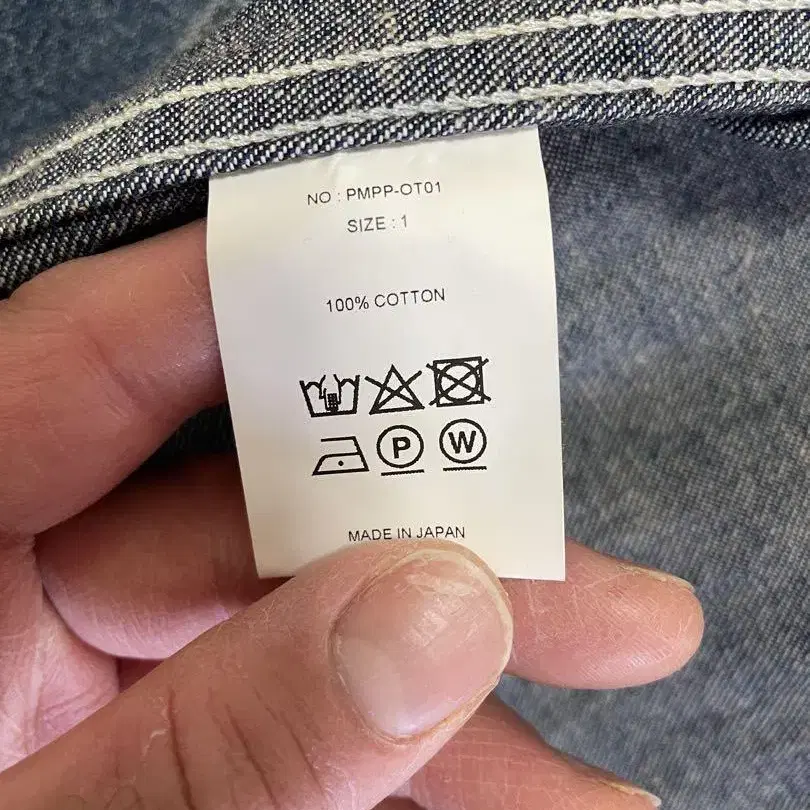 NO : PMPP-OT01
SIZE : 1
100% COTTON
P W
MADE IN JAPAN